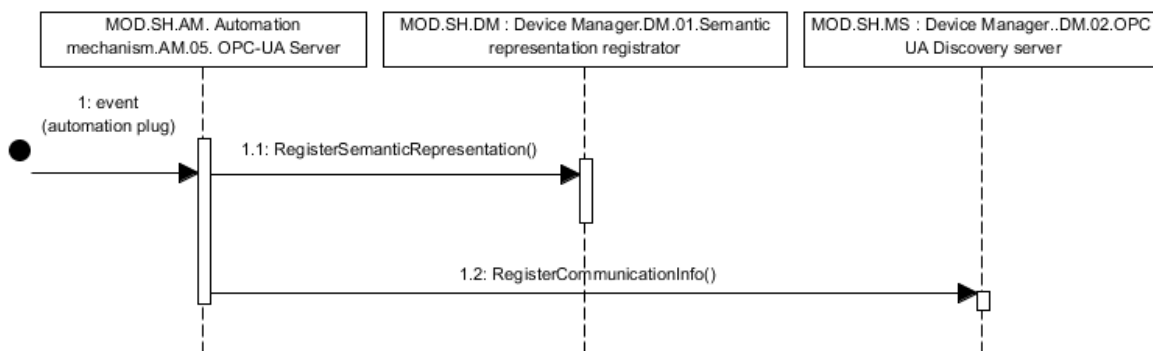 MOD.SH.AM. Automation
mechanism.AM.05. OPC-UA Server
MOD.SH.DM : Device Manager.DM.01.Semantic
representation registrator
MOD.SH.MS : Device Manager..DM.02.OPC
UA Discovery server
1: event
(automation plug)
1.1: RegisterSemanticRepresentation()
1.2: RegisterCommunicationInfo()